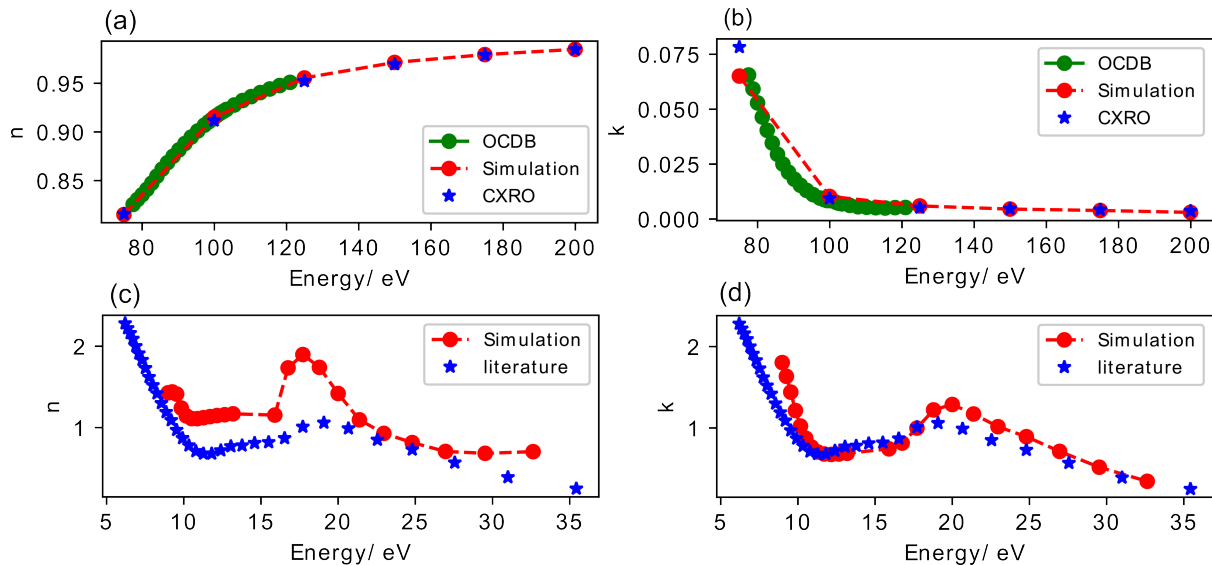 (a)
n
0.95
0.90
0.85
OCDB
Simulation
CXRO
80 100 120 140 160 180 200
Energy/ eV
(b)
k
0.075
0.050
0.025
0.000
OCDB
Simulation
CXRO
80 100 120 140 160 180 200
Energy/ eV
(c)
n
2
1
Simulation
literature
5 10 15 20 25 30 35
Energy/ eV
(d)
k
2
1
Simulation
literature
5 10 15 20 25 30 35
Energy/ eV